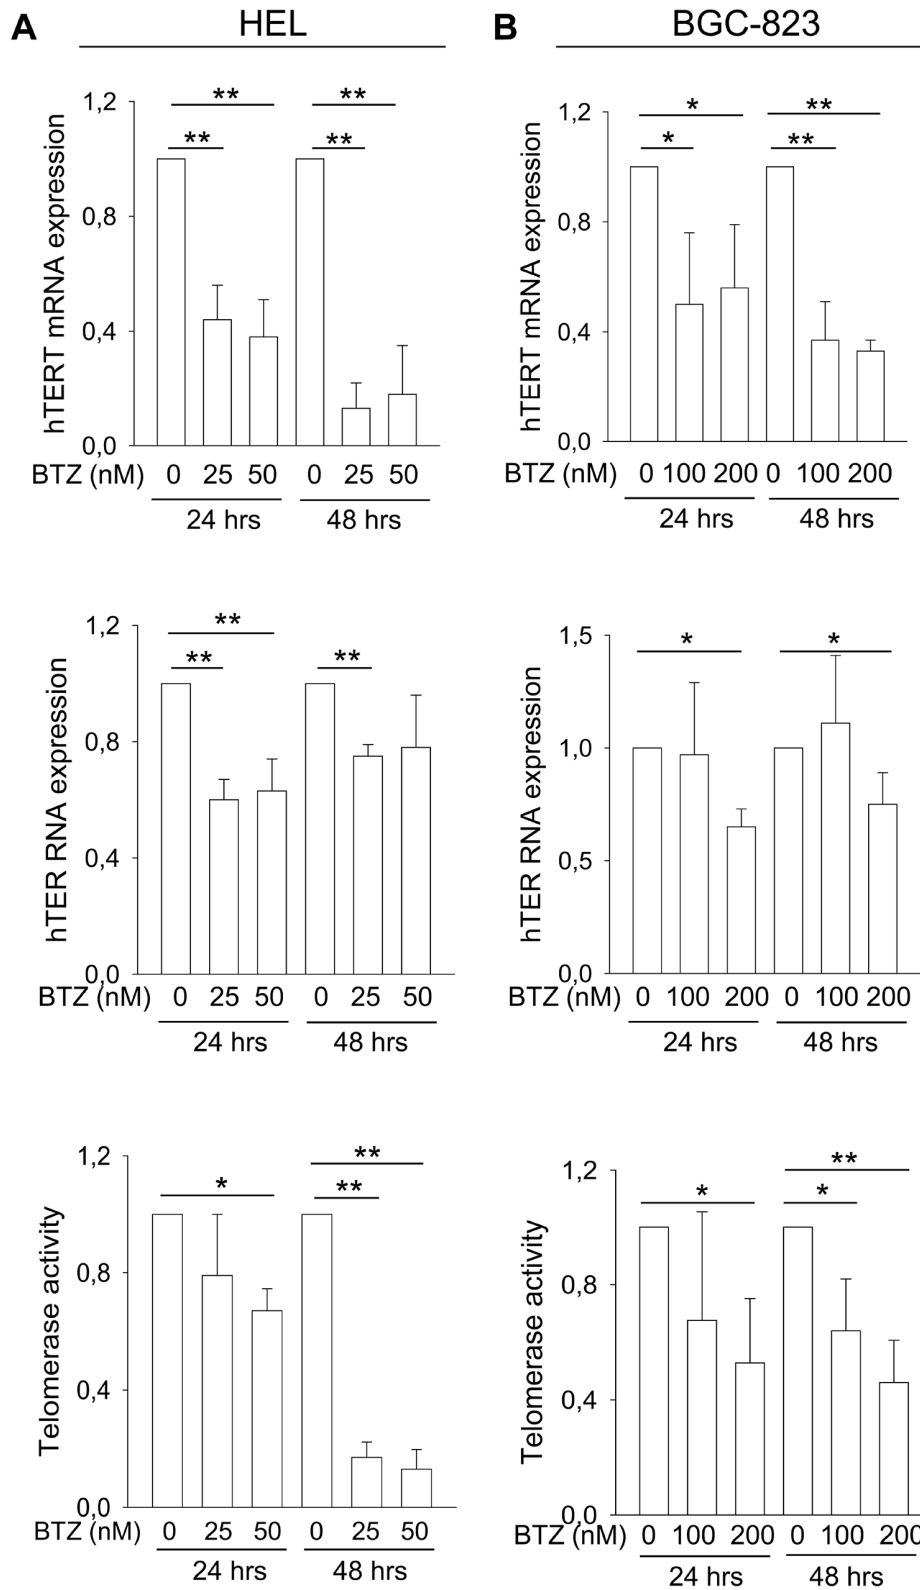 A HEL B BGC-823
hTERT mRNA expression
1,2
0,8
0,4
0,0
** **
** **
BTZ (nM) 0 25 50 0 25 50
24 hrs 48 hrs
hTERT mRNA expression
1,2
0,8
0,4
0,0
* **
* **
BTZ (nM) 0 100 200 0 100 200
24 hrs 48 hrs
hTER RNA expression
1,2
0,8
0,4
0,0
**
** **
BTZ (nM) 0 25 50 0 25 50
24 hrs 48 hrs
hTER RNA expression
1,5
1,0
0,5
0,0
* *
BTZ (nM) 0 100 200 0 100 200
24 hrs 48 hrs
Telomerase activity
1,2
0,8
0,4
0,0
**
* **
BTZ (nM) 0 25 50 0 25 50
24 hrs 48 hrs
Telomerase activity
1,2
0,8
0,4
0,0
**
* *
BTZ (nM) 0 100 200 0 100 200
24 hrs 48 hrs